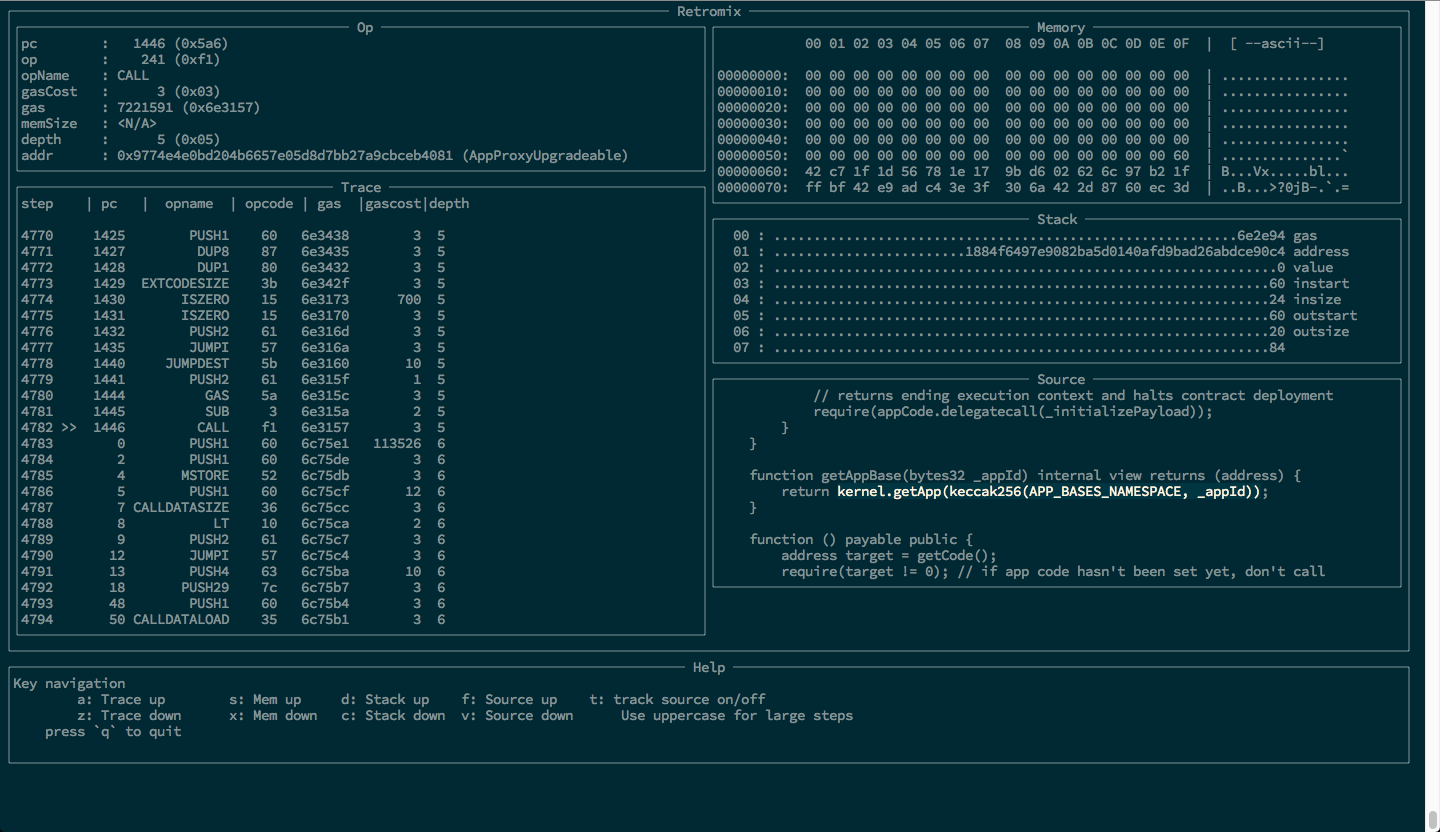 Retromix
Op
pc : 1446 (0x5a6)
op : 241 (0xf1)
opName : CALL
gasCost : 3 (0x03)
gas : 7221591 (0x6e3157)
memSize : <N/A>
depth : 5 (0x05)
addr : 0x9774e4e0bd204b6657e05d8d7bb27a9cbceb4081 (AppProxyUpgradeable)
Trace
step | pc | opname | opcode | gas |gascost|depth
4770 1425 PUSH1 60 6e3438 3 5
4771 1427 DUP8 87 6e3435 3 5
4772 1428 DUP1 80 6e3432 3 5
4773 1429 EXTCODESIZE 3b 6e342f 3 5
4774 1430 ISZERO 15 6e3173 700 5
4775 1431 ISZERO 15 6e3170 3 5
4776 1432 PUSH2 61 6e316d 3 5
4777 1435 JUMPI 57 6e316a 3 5
4778 1440 JUMPDEST 5b 6e3160 10 5
4779 1441 PUSH2 61 6e315f 1 5
4780 1444 GAS 5a 6e315c 3 5
4781 1445 SUB 3 6e315a 2 5
4782 >> 1446 CALL f1 6e3157 3 5
4783 0 PUSH1 60 6c75e1 113526 6
4784 2 PUSH1 60 6c75de 3 6
4785 4 MSTORE 52 6c75db 3 6
4786 5 PUSH1 60 6c75cf 12 6
4787 7 CALLDATASIZE 36 6c75cc 3 6
4788 8 LT 10 6c75ca 2 6
4789 9 PUSH2 61 6c75c7 3 6
4790 12 JUMPI 57 6c75c4 3 6
4791 13 PUSH4 63 6c75ba 10 6
4792 18 PUSH29 7c 6c75b7 3 6
4793 48 PUSH1 60 6c75b4 3 6
4794 50 CALLDATALOAD 35 6c75b1 3 6
Memory
00 01 02 03 04 05 06 07 08 09 0A 0B 0C 0D 0E 0F | [ --ascii--]
00000000: 00 00 00 00 00 00 00 00 00 00 00 00 00 00 00 00 | ................
00000010: 00 00 00 00 00 00 00 00 00 00 00 00 00 00 00 00 | ................
00000020: 00 00 00 00 00 00 00 00 00 00 00 00 00 00 00 00 | ................
00000030: 00 00 00 00 00 00 00 00 00 00 00 00 00 00 00 00 | ................
00000040: 00 00 00 00 00 00 00 00 00 00 00 00 00 00 00 00 | ................
00000050: 00 00 00 00 00 00 00 00 00 00 00 00 00 00 00 60 | ...............`
00000060: 42 c7 1f 1d 56 78 1e 17 9b d6 02 62 6c 97 b2 1f | B...Vx.....bl...
00000070: ff bf 42 e9 ad c4 3e 3f 30 6a 42 2d 87 60 ec 3d | ..B...>?0jB-.`.=
Stack
00 : ..........................................................6e2e94 gas
01 : ........................1884f6497e9082ba5d0140afd9bad26abdce90c4 address
02 : ...............................................................0 value
03 : ..............................................................60 instart
04 : ..............................................................24 insize
05 : ..............................................................60 outstart
06 : ..............................................................20 outsize
07 : ..............................................................84
Source
// returns ending execution context and halts contract deployment
require(appCode.delegatecall(_initializePayload));
}
}
function getAppBase(bytes32 _appId) internal view returns (address) {
return kernel.getApp(keccak256(APP_BASES_NAMESPACE, _appId));
}
function () payable public {
address target = getCode();
require(target != 0); // if app code hasn't been set yet, don't call
Help
Key navigation
a: Trace up s: Mem up d: Stack up f: Source up t: track source on/off
z: Trace down x: Mem down c: Stack down v: Source down Use uppercase for large steps
press `q` to quit